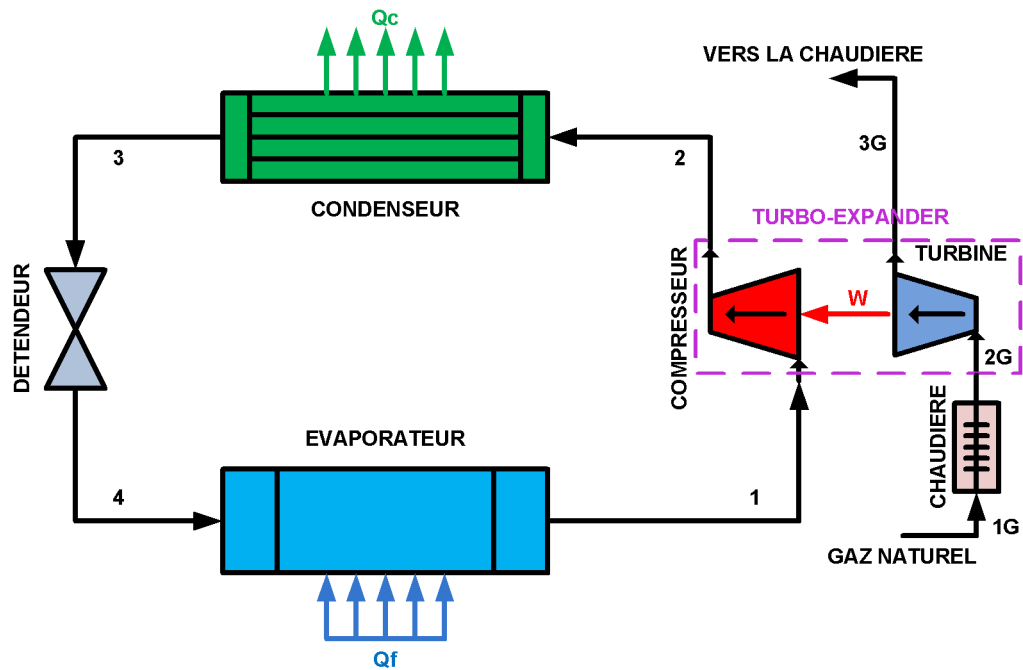 Qc
VERS LA CHAUDIERE
3
2
3G
CONDENSEUR
TURBO-EXPANDER
TURBINE
DETENDEUR
COMPRESSEUR
W
2G
CHAUDIERE
EVAPORATEUR
4
1
1G
GAZ NATUREL
Qf